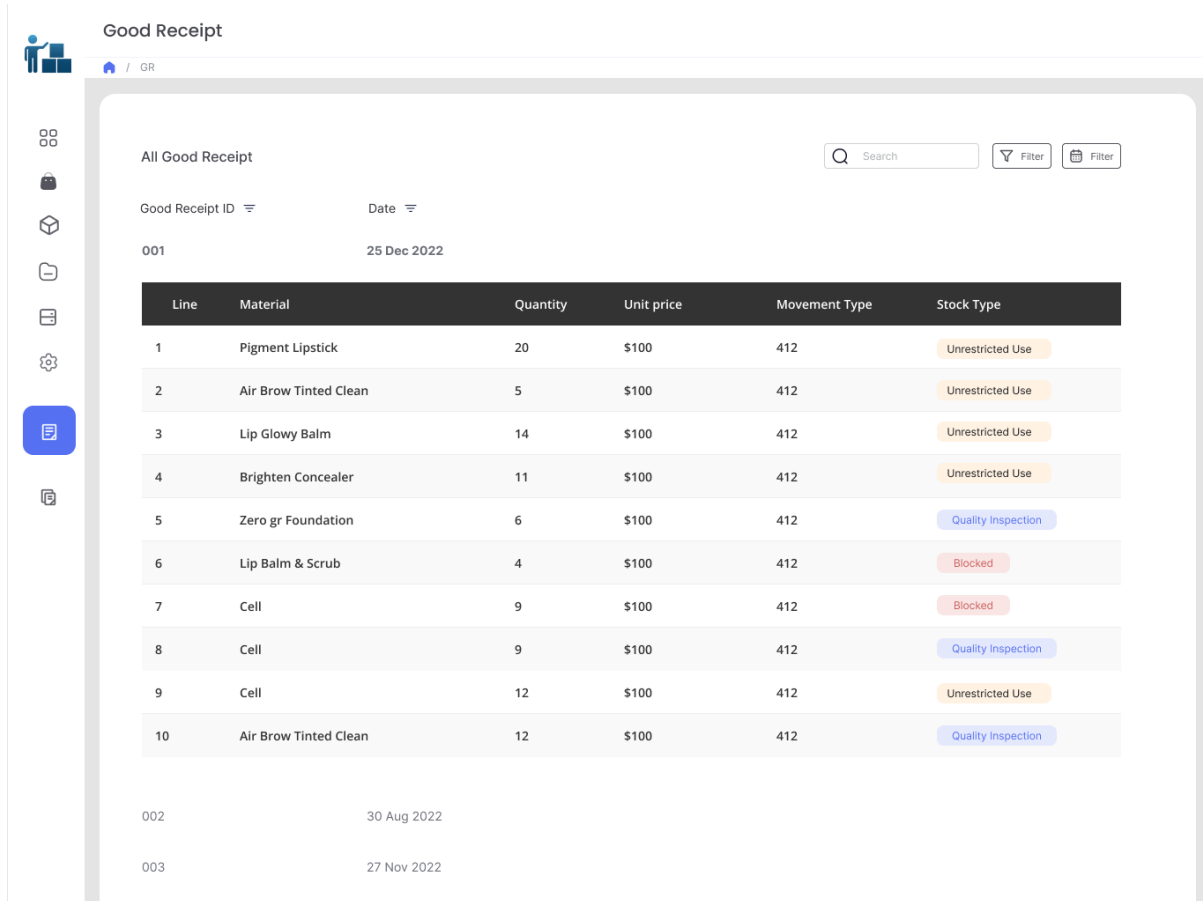 Good Receipt
/ GR
All Good Receipt
Search
Filter
Filter
Good Receipt ID Date
001 25 Dec 2022
Line Material Quantity Unit price Movement Type Stock Type
1 Pigment Lipstick 20 $100 412 Unrestricted Use
2 Air Brow Tinted Clean 5 $100 412 Unrestricted Use
3 Lip Glowy Balm 14 $100 412 Unrestricted Use
4 Brighten Concealer 11 $100 412 Unrestricted Use
5 Zero gr Foundation 6 $100 412 Quality Inspection
6 Lip Balm & Scrub 4 $100 412 Blocked
7 Cell 9 $100 412 Blocked
8 Cell 9 $100 412 Quality Inspection
9 Cell 12 $100 412 Unrestricted Use
10 Air Brow Tinted Clean 12 $100 412 Quality Inspection
002 30 Aug 2022
003 27 Nov 2022